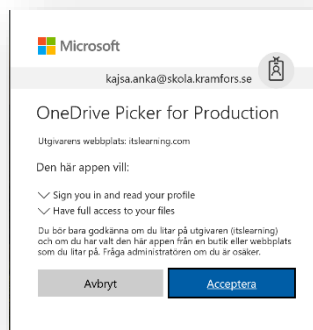 Microsoft
kajsa.anka@skola.kramfors.se
OneDrive Picker for Production
Utgivarens webbplats: itslearning.com
Den här appen vill:
Sign you in and read your profile
Have full access to your files
Du bör bara godkänna om du litar på utgivaren (itslearning)
och om du har valt den här appen från en butik eller webbplats
som du litar på. Fråga administratören om du är osäker.
Avbryt
Acceptera